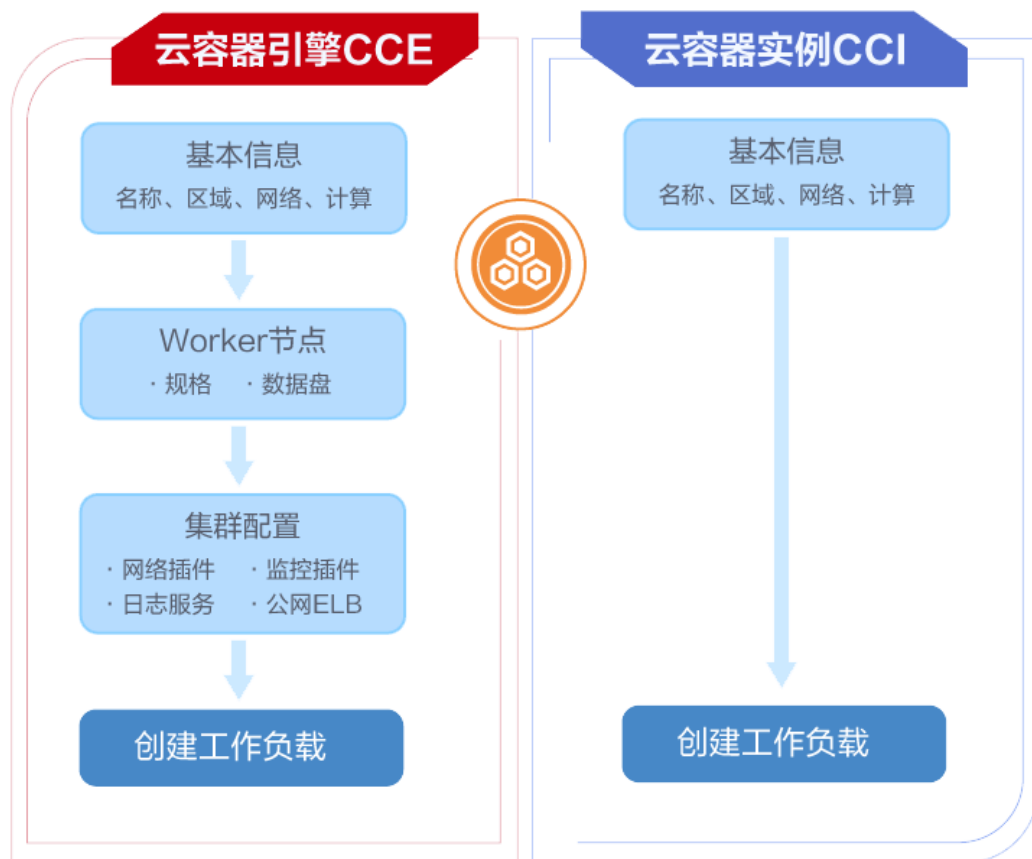 云容器引擎CCE
基本信息
名称、区域、网络、计算
Worker节点
· 规格 · 数据盘
集群配置
· 网络插件 · 监控插件
· 日志服务 · 公网ELB
创建工作负载
云容器实例CCI
基本信息
名称、区域、网络、计算
创建工作负载